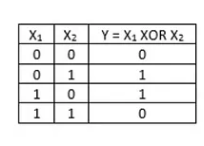 X₁ X₂ Y = X₁ XOR X₂
0 0 0
0 1 1
1 0 1
1 1 0